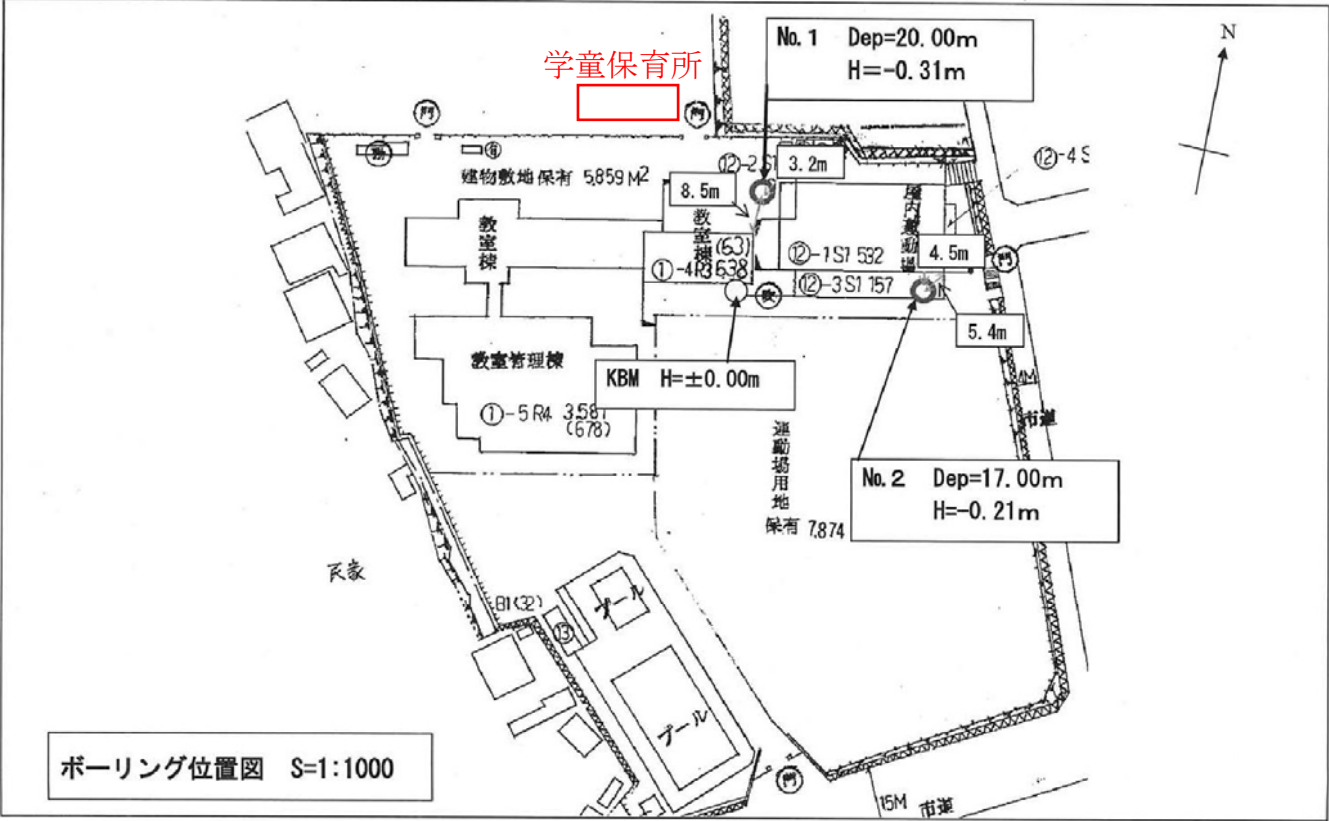 学童保育所
No. 1 Dep=20.00m
H=-0.31m
N
門
門
⑫-2 S1
3.2m
⑫-4 S
建物敷地保有 5,859 M²
8.5m
教室棟
教室棟
(63)
①-4R3 638
屋内運動場
⑫-1 S1 532
4.5m
門
⑫-3 S1 157
5.4m
教室管理棟
KBM H=±0.00m
①-5 R4 3,581
(678)
4M
市道
運動場用地
保有 7,874
No. 2 Dep=17.00m
H=-0.21m
民家
B1(32)
⑬
プール
プール
ボーリング位置図 S=1:1000
門
15M 市道